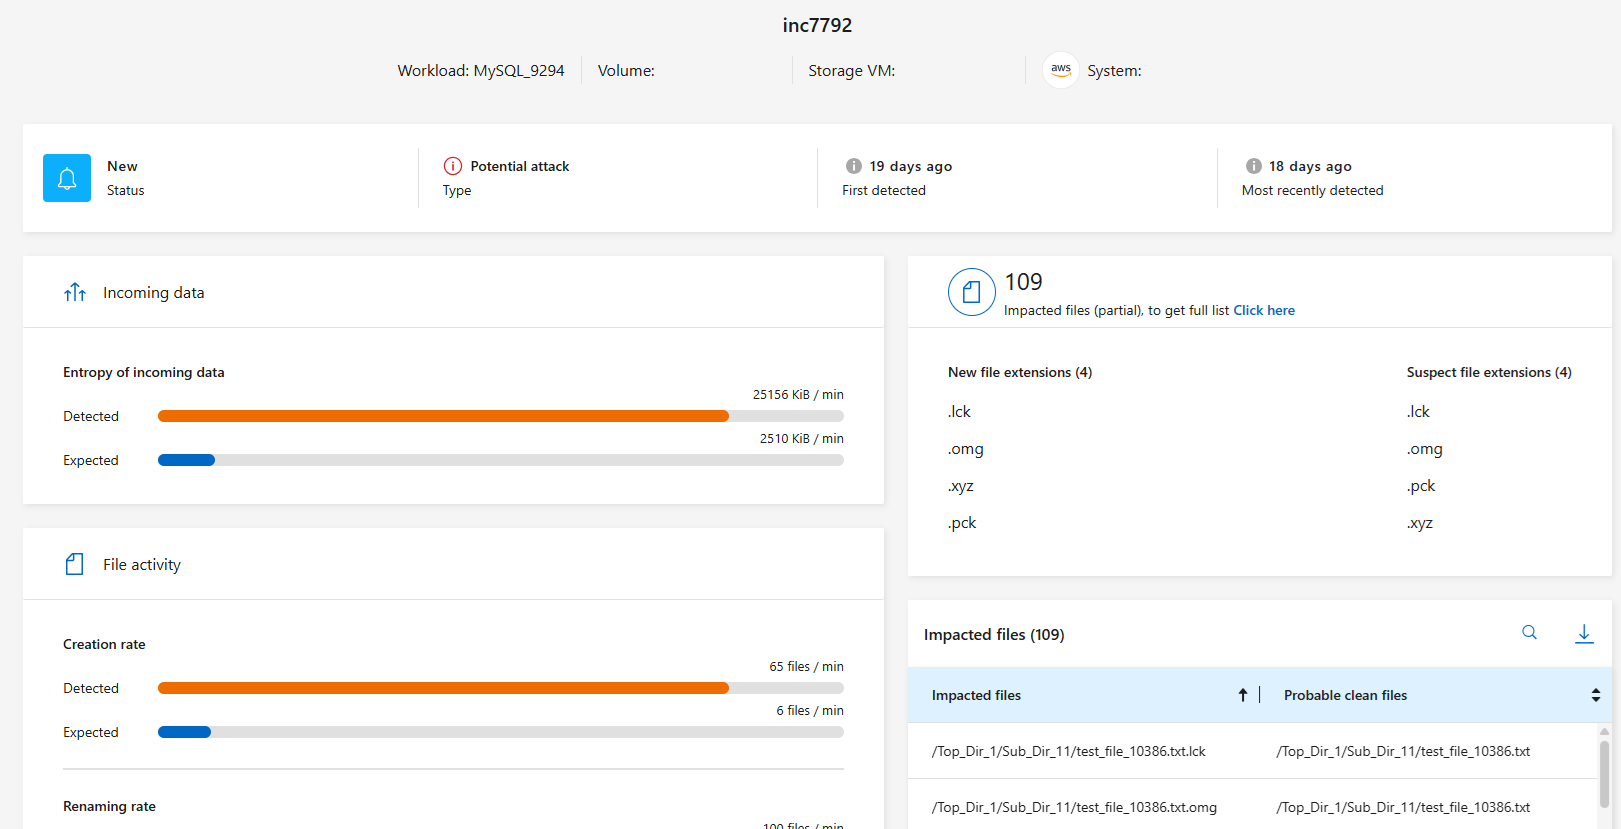 inc7792
Workload: MySQL_9294
Volume:
Storage VM:
aws
System:
New
Status
Potential attack
Type
19 days ago
First detected
18 days ago
Most recently detected
Incoming data
Entropy of incoming data
25156 KiB / min
Detected
2510 KiB / min
Expected
File activity
Creation rate
65 files / min
Detected
6 files / min
Expected
Renaming rate
100 files / min
109
Impacted files (partial), to get full list Click here
New file extensions (4)
.lck
.omg
.xyz
.pck
Suspect file extensions (4)
.lck
.omg
.pck
.xyz
Impacted files (109)
Impacted files
Probable clean files
/Top_Dir_1/Sub_Dir_11/test_file_10386.txt.lck
/Top_Dir_1/Sub_Dir_11/test_file_10386.txt
/Top_Dir_1/Sub_Dir_11/test_file_10386.txt.omg
/Top_Dir_1/Sub_Dir_11/test_file_10386.txt